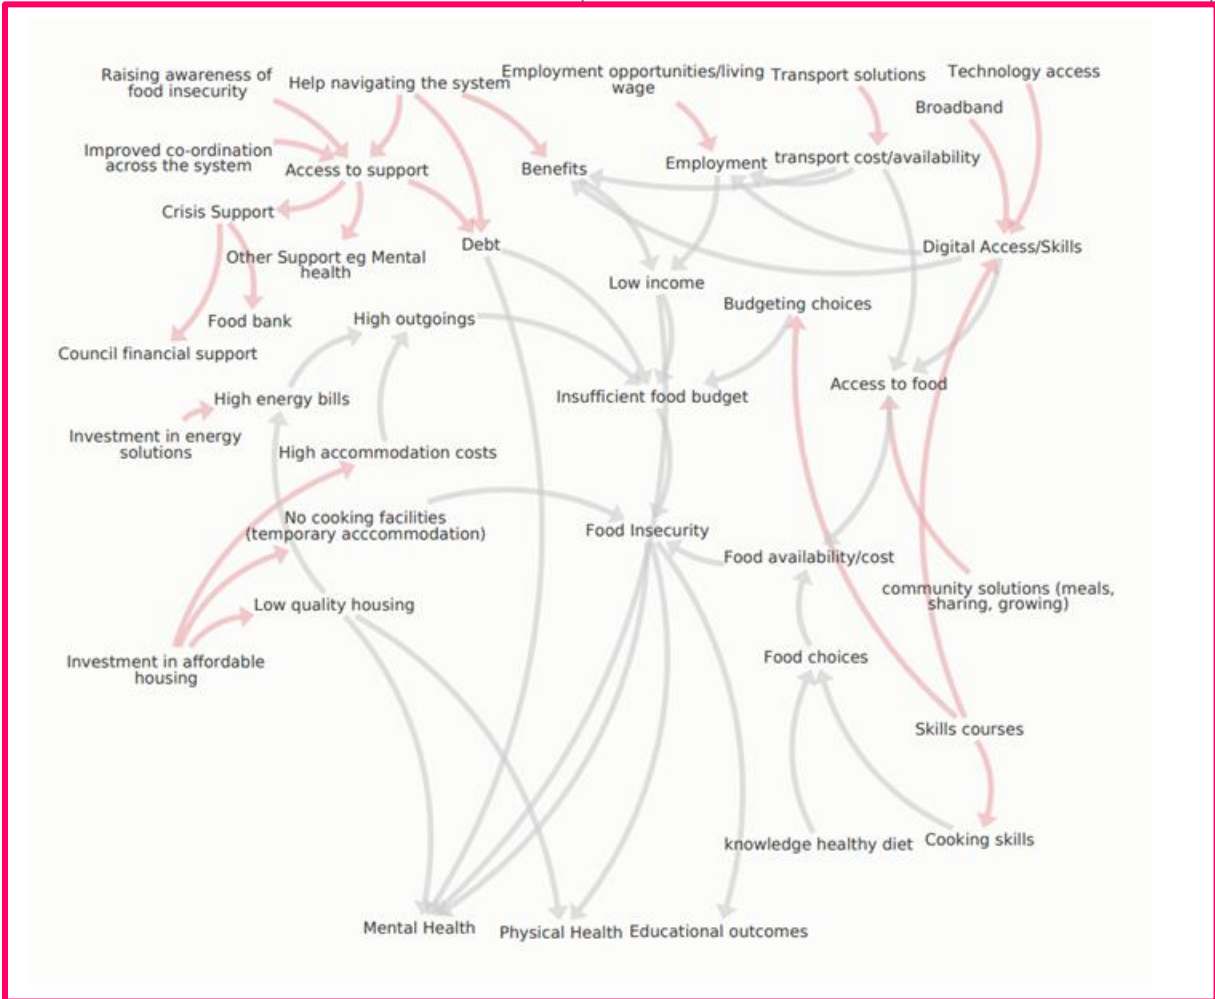 Raising awareness of
food insecurity
Help navigating the system
Employment opportunities/living
wage
Transport solutions
Technology access
Broadband
Improved co-ordination
across the system
Access to support
Benefits
Employment
transport cost/availability
Crisis Support
Other Support eg Mental
health
Debt
Digital Access/Skills
Low income
Budgeting choices
Food bank
High outgoings
Council financial support
Access to food
High energy bills
Insufficient food budget
Investment in energy
solutions
High accommodation costs
No cooking facilities
(temporary acccommodation)
Food Insecurity
Food availability/cost
community solutions (meals,
sharing, growing)
Low quality housing
Investment in affordable
housing
Food choices
Skills courses
knowledge healthy diet
Cooking skills
Mental Health
Physical Health
Educational outcomes